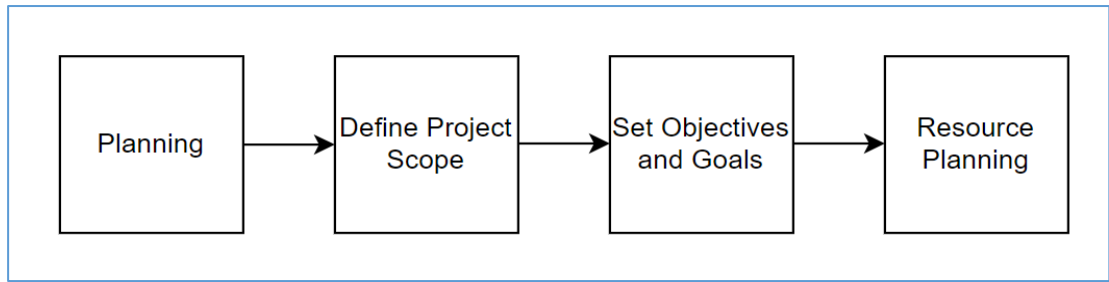 Planning
Define Project
Scope
Set Objectives
and Goals
Resource
Planning